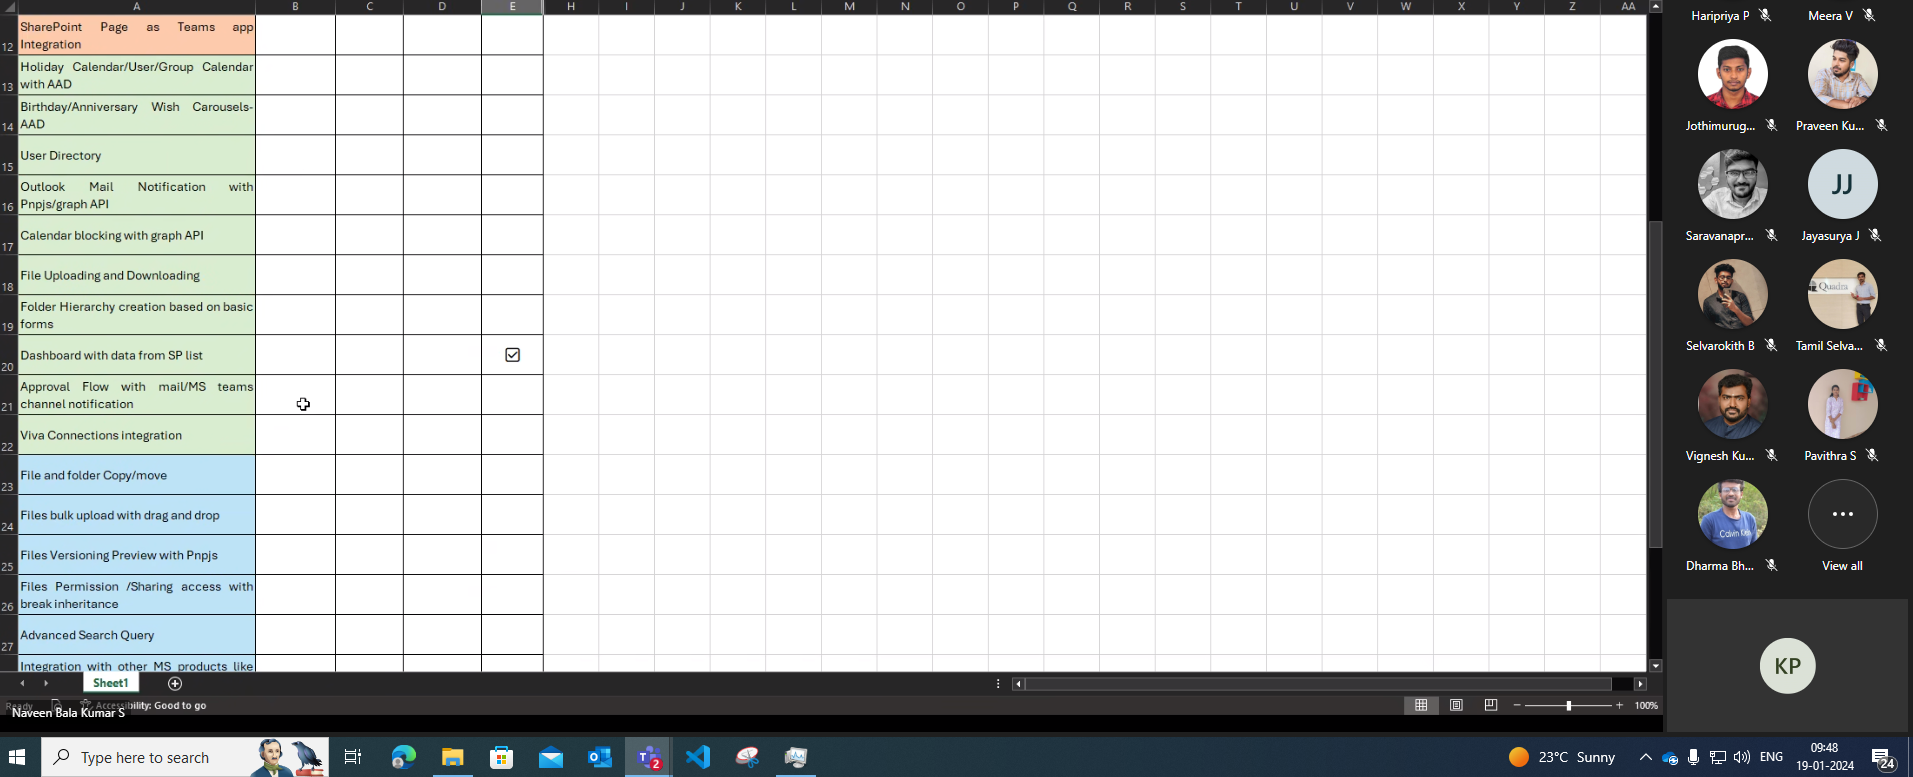 A B C D E H I J K L M N O P Q R S T U V W X Y Z AA
12 SharePoint Page as Teams app
Integration
13 Holiday Calendar/User/Group Calendar
with AAD
14 Birthday/Anniversary Wish Carousels-
AAD
15 User Directory
16 Outlook Mail Notification with
Pnpjs/graph API
17 Calendar blocking with graph API
18 File Uploading and Downloading
19 Folder Hierarchy creation based on basic
forms
20 Dashboard with data from SP list
21 Approval Flow with mail/MS teams
channel notification
22 Viva Connections integration
23 File and folder Copy/move
24 Files bulk upload with drag and drop
25 Files Versioning Preview with Pnpjs
26 Files Permission /Sharing access with
break inheritance
27 Advanced Search Query
Integration with other MS products like
Sheet1
Ready Accessibility: Good to go
100%
Naveen Bala Kumar S
Haripriya P Meera V
Jothimurug... Praveen Ku...
JJ
Saravanapr... Jayasurya J
Quadra
Selvarokith B Tamil Selva...
Vignesh Ku... Pavithra S
Calvin
Dharma Bh... View all
KP
Type here to search
2
23°C Sunny
ENG
09:48
19-01-2024
24